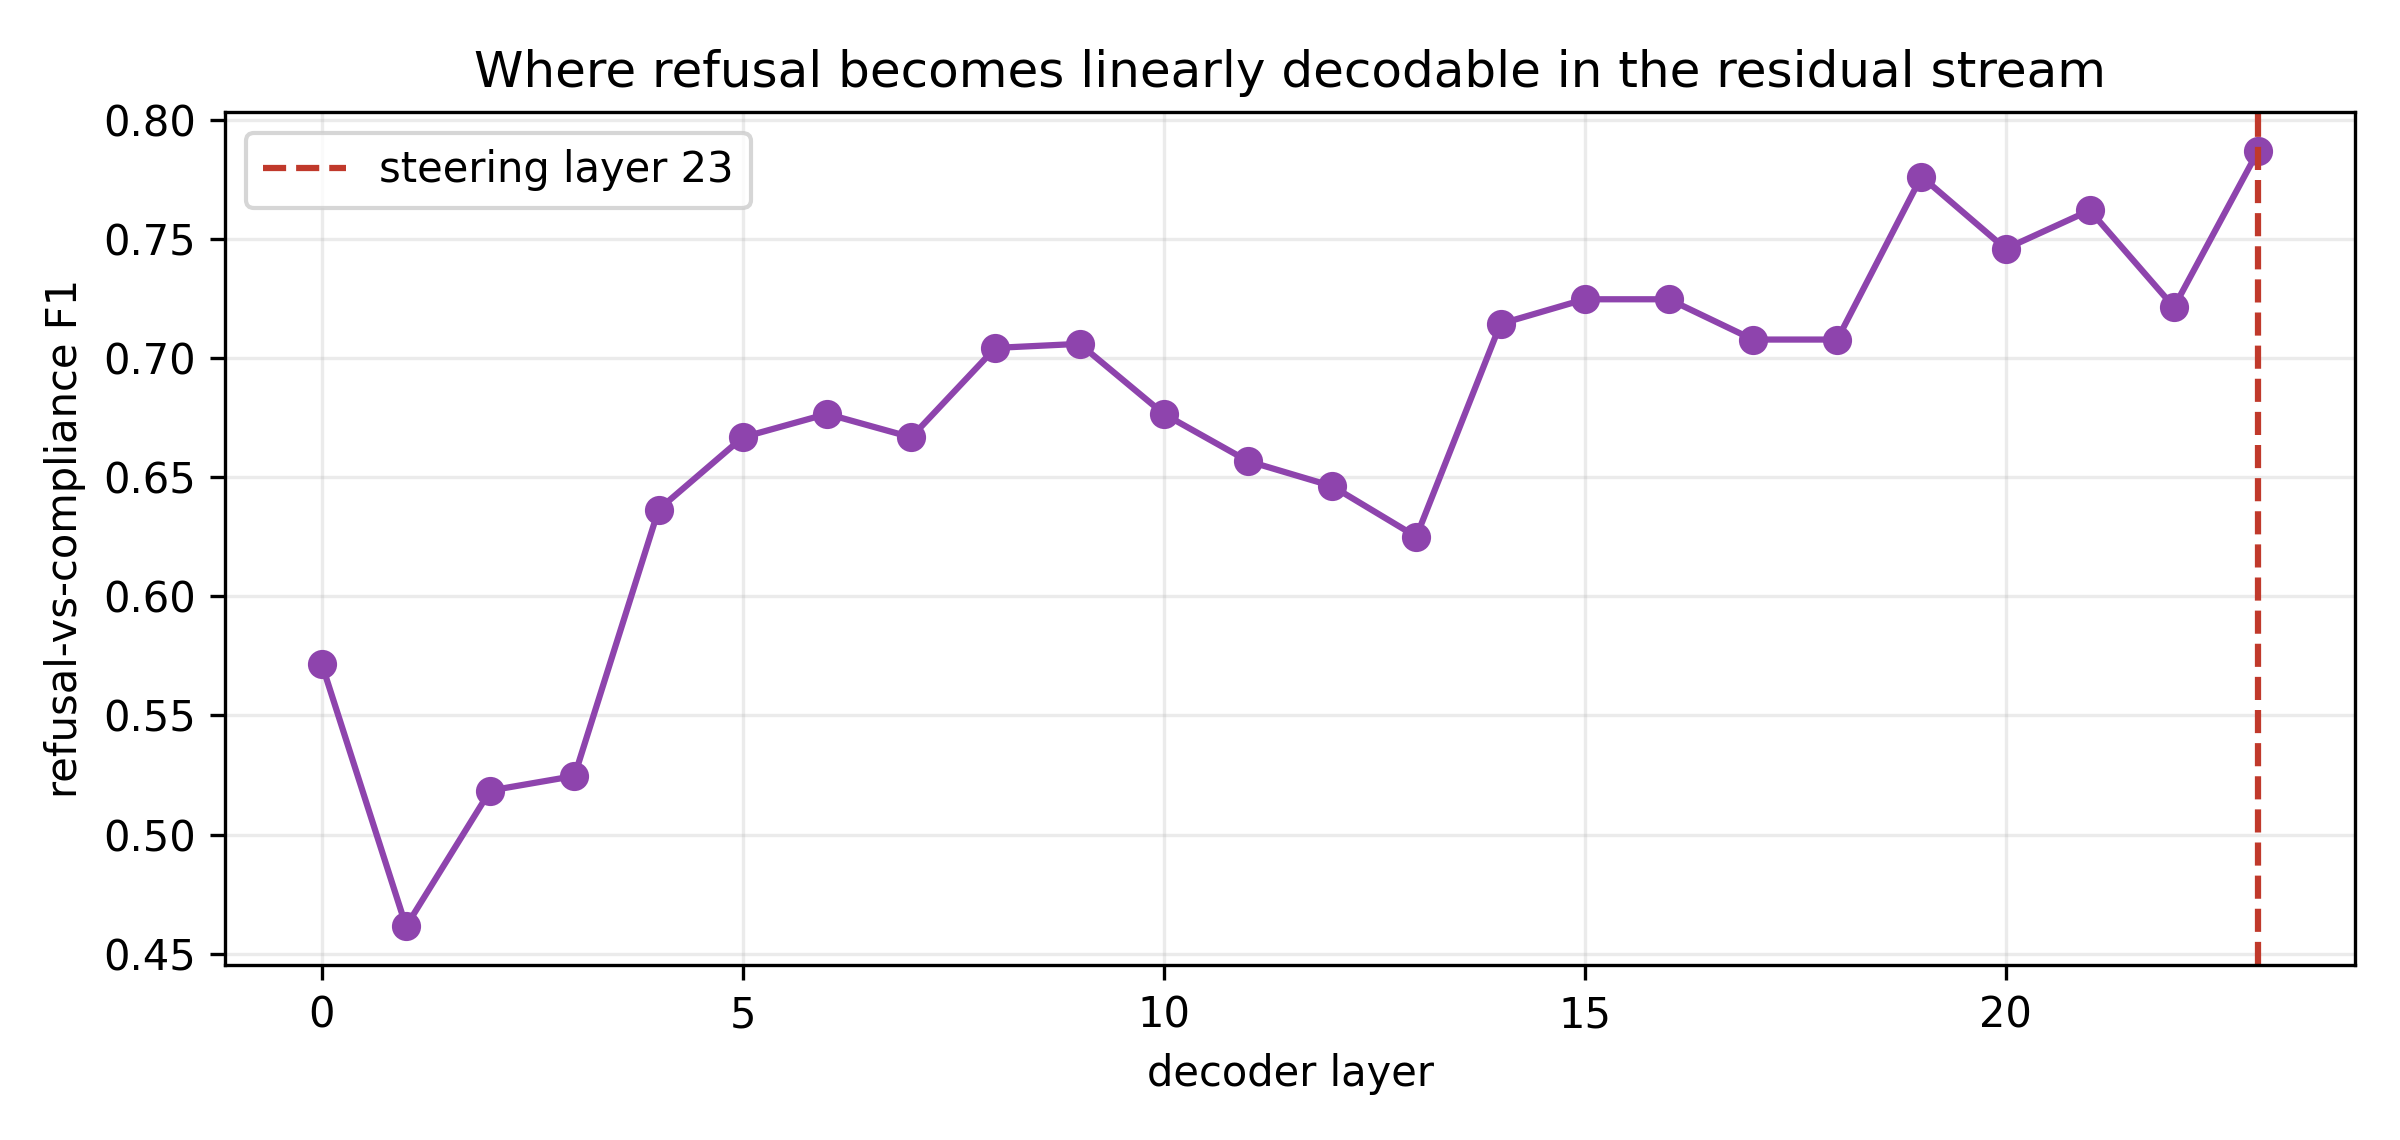 Where refusal becomes linearly decodable in the residual stream
steering layer 23
refusal-vs-compliance F1
0.80
0.75
0.70
0.65
0.60
0.55
0.50
0.45
0 5 10 15 20
decoder layer